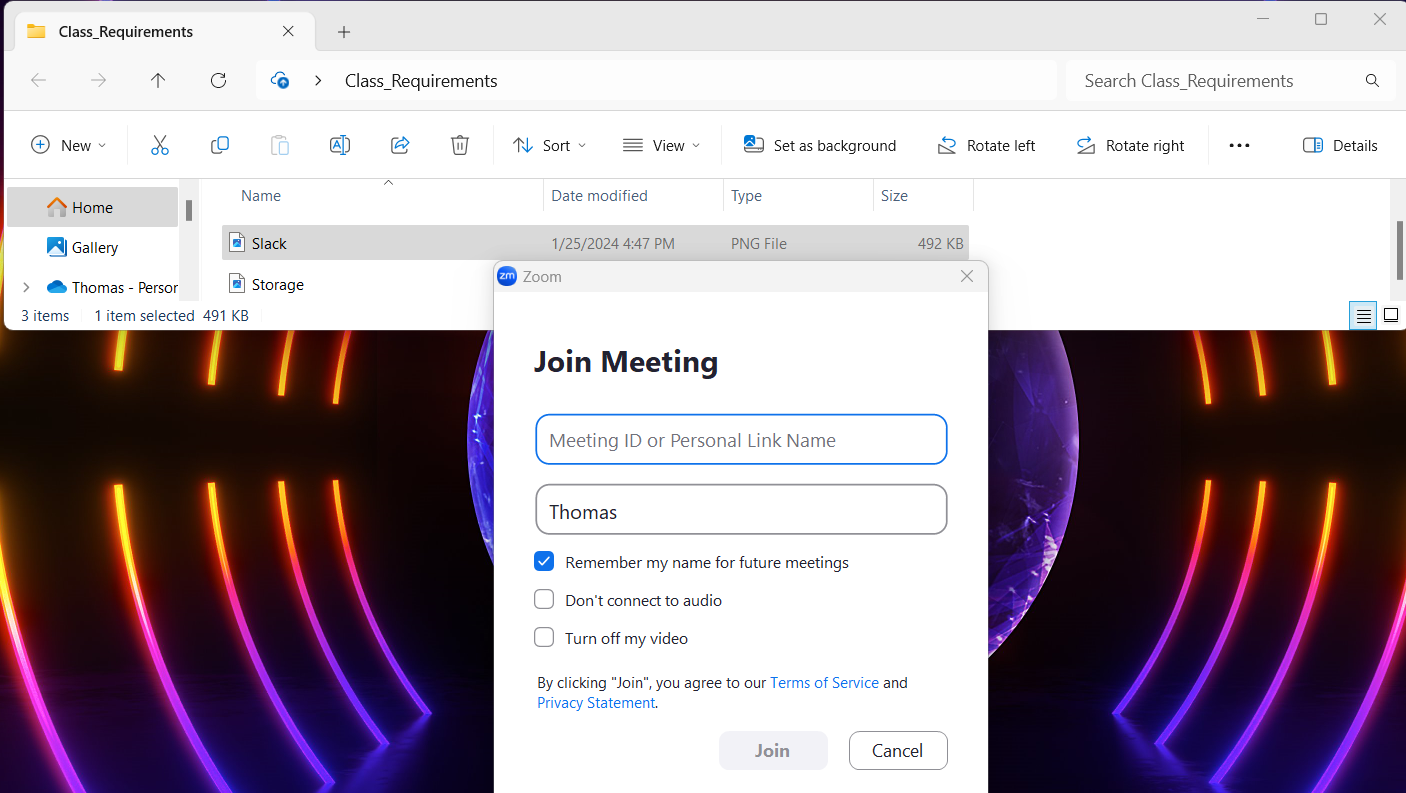 Class_Requirements
Class_Requirements
Search Class_Requirements
New
Sort
View
Set as background
Rotate left
Rotate right
Details
Home
Gallery
Thomas - Person
Name
Date modified
Type
Size
Slack
1/25/2024 4:47 PM
PNG File
492 KB
Storage
3 items
1 item selected 491 KB
zm
Zoom
Join Meeting
Meeting ID or Personal Link Name
Thomas
Remember my name for future meetings
Don't connect to audio
Turn off my video
By clicking "Join", you agree to our Terms of Service and
Privacy Statement.
Join
Cancel